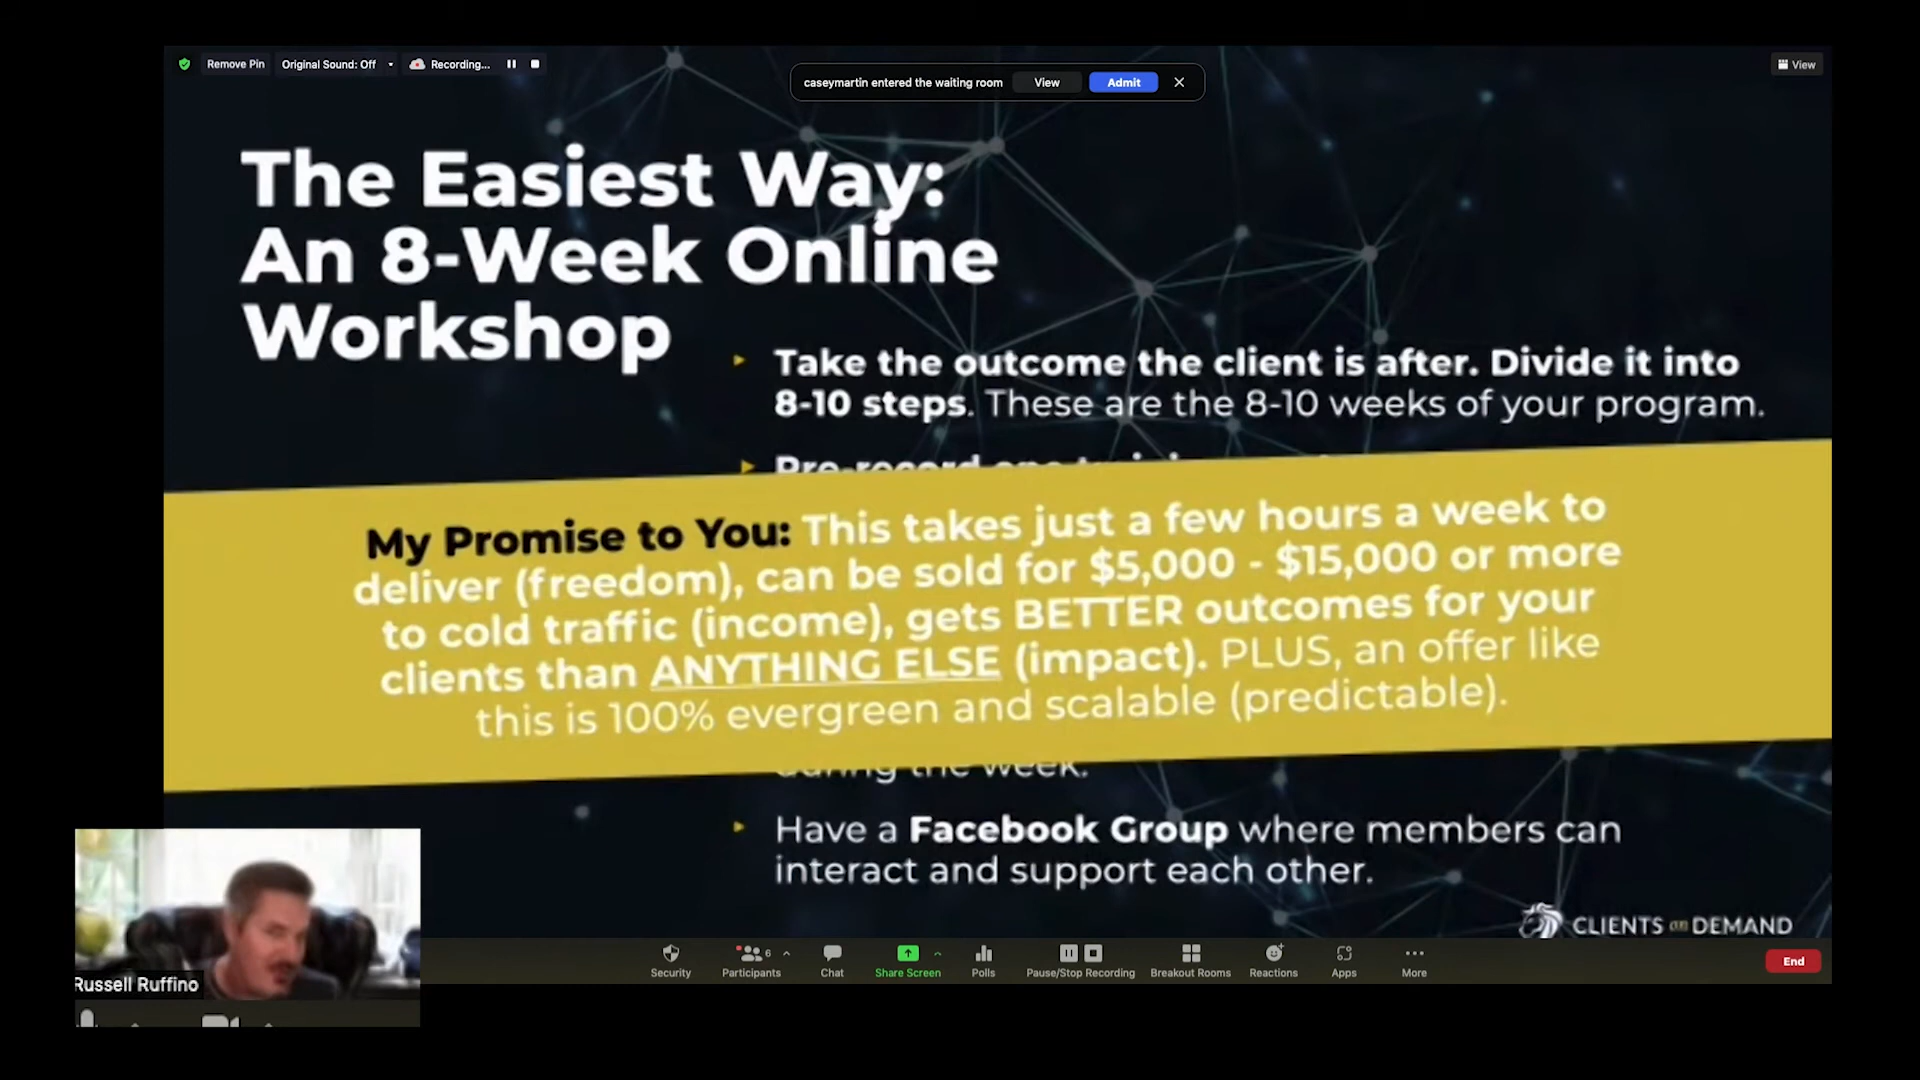 Remove Pin
Original Sound: Off
Recording...
caseymartin entered the waiting room
View
Admit
View
The Easiest Way:
An 8-Week Online
Workshop
Take the outcome the client is after. Divide it into
8-10 steps. These are the 8-10 weeks of your program.
My Promise to You: This takes just a few hours a week to
deliver (freedom), can be sold for $5,000 - $15,000 or more
to cold traffic (income), gets BETTER outcomes for your
clients than ANYTHING ELSE (impact). PLUS, an offer like
this is 100% evergreen and scalable (predictable).
during the week.
Have a Facebook Group where members can
interact and support each other.
CLIENTS on DEMAND
Russell Ruffino
Security
Participants
6
Chat
Share Screen
Polls
Pause/Stop Recording
Breakout Rooms
Reactions
Apps
More
End